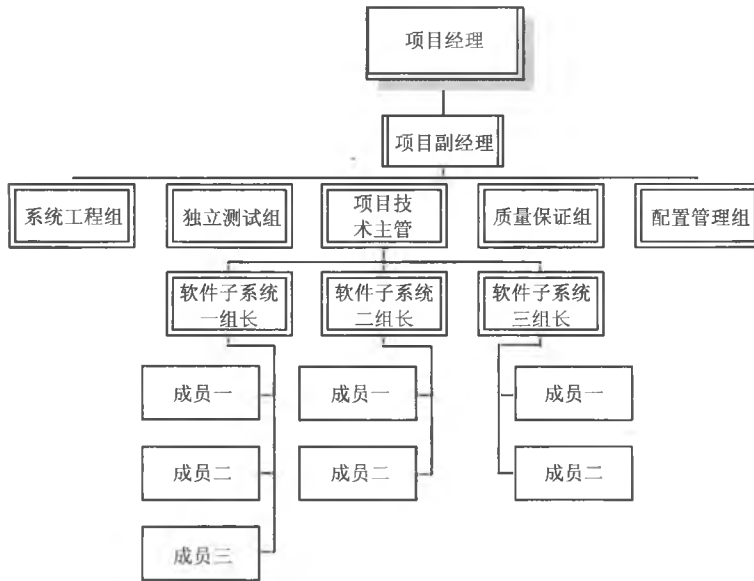 项目经理
项目副经理
系统工程组
独立测试组
项目技
术主管
质量保证组
配置管理组
软件子系统
一组长
软件子系统
二组长
软件子系统
三组长
成员一
成员一
成员一
成员二
成员二
成员二
成员三